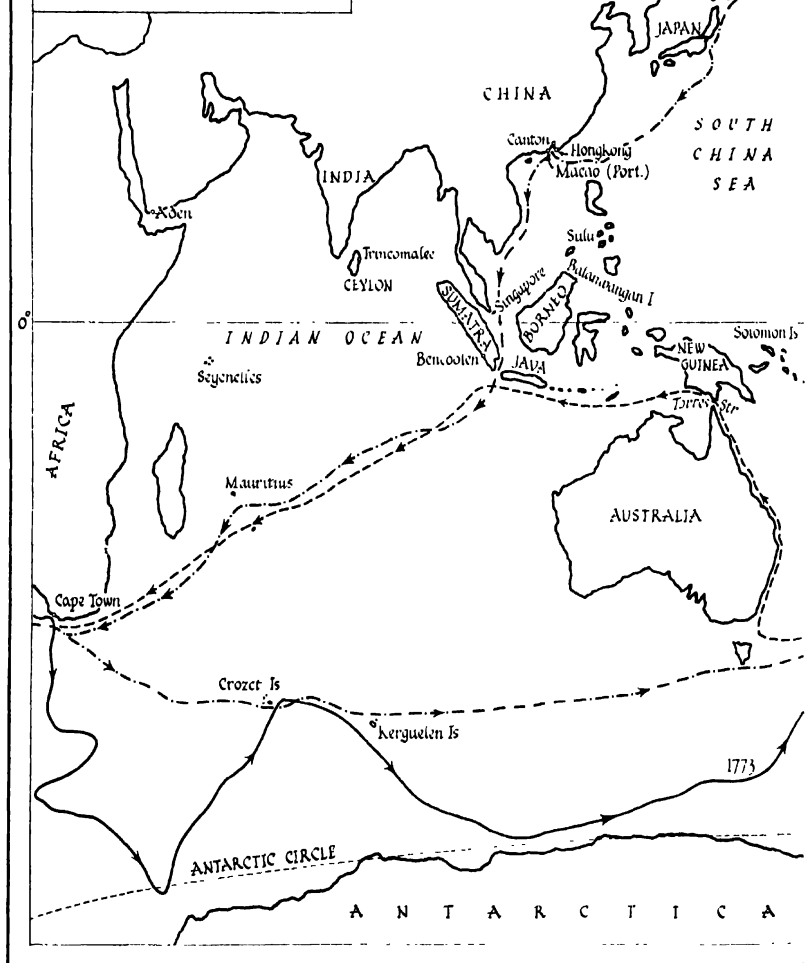 JAPAN
CHINA
SOUTH
CHINA
SEA
Canton
Hongkong
Macao (Port.)
INDIA
Aden
Sulu
Trincomalee
CEYLON
Singapore
Balambangan I
SUMATRA
BORNEO
0°
INDIAN OCEAN
Solomon Is
NEW
GUINEA
Bencoolen
JAVA
Seychelles
Torres Str
AFRICA
Mauritius
AUSTRALIA
Cape Town
Crozet Is
Kerguelen Is
1773
ANTARCTIC CIRCLE
ANTARCTICA